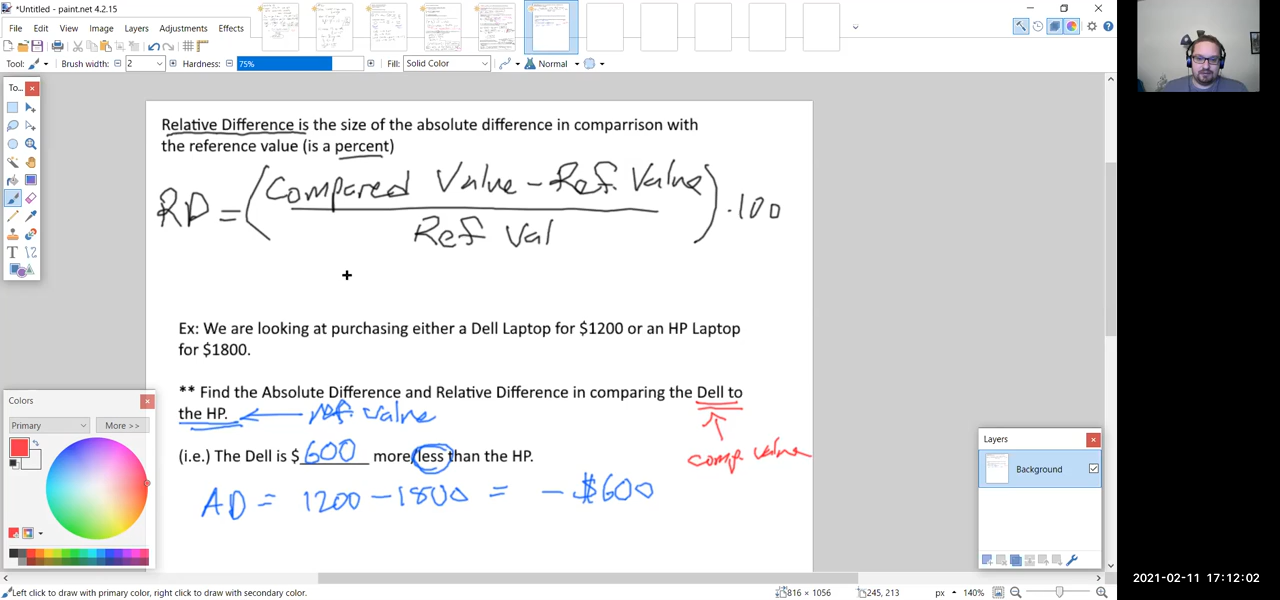 *Untitled - paint.net 4.2.15
File Edit View Image Layers Adjustments Effects
Tool: Brush width: 2 Hardness: 75% Fill: Solid Color Normal
To...
Relative Difference is the size of the absolute difference in comparrison with
the reference value (is a percent)
RD = (Compared Value - Ref. Value
Ref Val
) · 100
Ex: We are looking at purchasing either a Dell Laptop for $1200 or an HP Laptop
for $1800.
** Find the Absolute Difference and Relative Difference in comparing the Dell to
the HP. ref. value
comp value
(i.e.) The Dell is $ 600 more/less than the HP.
AD = 1200 - 1800 = - $600
Colors
Primary More >>
Layers
Background
Left click to draw with primary color, right click to draw with secondary color.
816 x 1056 245, 213 px 140%
2021-02-11 17:12:02